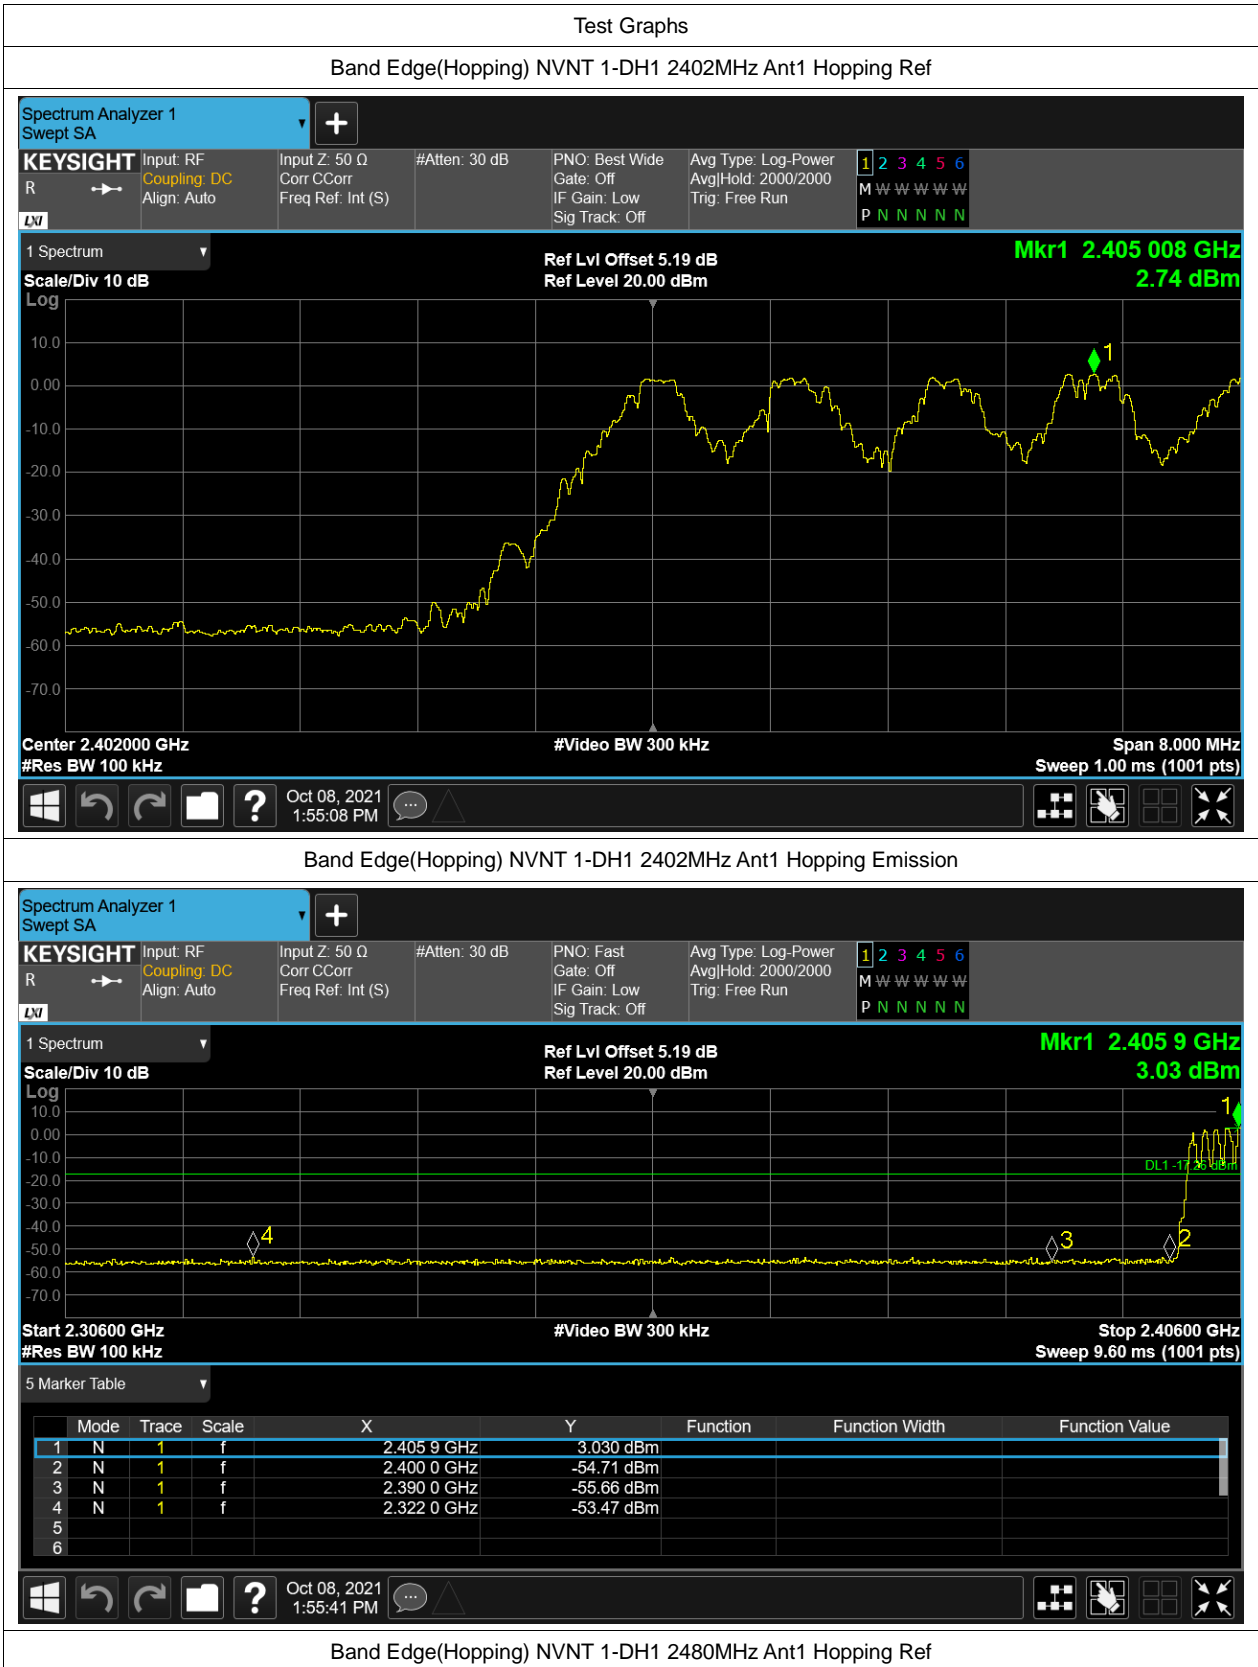 Test Graphs
Band Edge(Hopping) NVNT 1-DH1 2402MHz Ant1 Hopping Ref
Spectrum Analyzer 1
Swept SA
KEYSIGHT Input: RF Input Z: 50 Ω #Atten: 30 dB PNO: Best Wide Avg Type: Log-Power 1 2 3 4 5 6
R Coupling: DC Corr CCorr Gate: Off Avg|Hold: 2000/2000 M W W W W W
Align: Auto Freq Ref: Int (S) IF Gain: Low Trig: Free Run
LXI Sig Track: Off P N N N N N
1 Spectrum Ref Lvl Offset 5.19 dB Mkr1 2.405 008 GHz
Scale/Div 10 dB Ref Level 20.00 dBm 2.74 dBm
Log
1
10.0
0.00
-10.0
-20.0
-30.0
-40.0
-50.0
-60.0
-70.0
Center 2.402000 GHz #Video BW 300 kHz Span 8.000 MHz
#Res BW 100 kHz Sweep 1.00 ms (1001 pts)
? Oct 08, 2021
1:55:08 PM
Band Edge(Hopping) NVNT 1-DH1 2402MHz Ant1 Hopping Emission
Spectrum Analyzer 1
Swept SA
KEYSIGHT Input: RF Input Z: 50 Ω #Atten: 30 dB PNO: Fast Avg Type: Log-Power 1 2 3 4 5 6
R Coupling: DC Corr CCorr Gate: Off Avg|Hold: 2000/2000 M W W W W W
Align: Auto Freq Ref: Int (S) IF Gain: Low Trig: Free Run
LXI Sig Track: Off P N N N N N
1 Spectrum Ref Lvl Offset 5.19 dB Mkr1 2.405 9 GHz
Scale/Div 10 dB Ref Level 20.00 dBm 3.03 dBm
Log
10.0 1
0.00
-10.0
DL1 -17.26 dBm
-20.0
-30.0
-40.0
4 3 2
-50.0
-60.0
-70.0
Start 2.30600 GHz #Video BW 300 kHz Stop 2.40600 GHz
#Res BW 100 kHz Sweep 9.60 ms (1001 pts)
5 Marker Table
Mode Trace Scale X Y Function Function Width Function Value
1 N 1 f 2.405 9 GHz 3.030 dBm
2 N 1 f 2.400 0 GHz -54.71 dBm
3 N 1 f 2.390 0 GHz -55.66 dBm
4 N 1 f 2.322 0 GHz -53.47 dBm
5
6
? Oct 08, 2021
1:55:41 PM
Band Edge(Hopping) NVNT 1-DH1 2480MHz Ant1 Hopping Ref